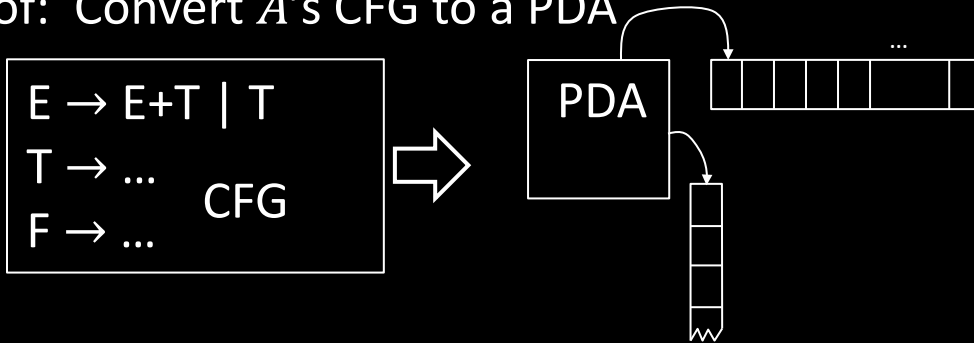 of: Convert A's CFG to a PDA
E → E+T | T
T → ...
F → ...
CFG
PDA
...